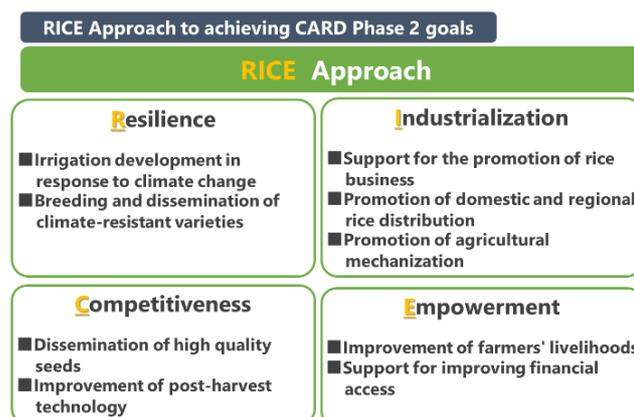 RICE Approach to achieving CARD Phase 2 goals
RICE Approach
Resilience
■Irrigation development in
response to climate change
■Breeding and dissemination of
climate-resistant varieties
Industrialization
■Support for the promotion of rice
business
■Promotion of domestic and regional
rice distribution
■Promotion of agricultural
mechanization
Competitiveness
■Dissemination of high quality
seeds
■Improvement of post-harvest
technology
Empowerment
■Improvement of farmers' livelihoods
■Support for improving financial
access